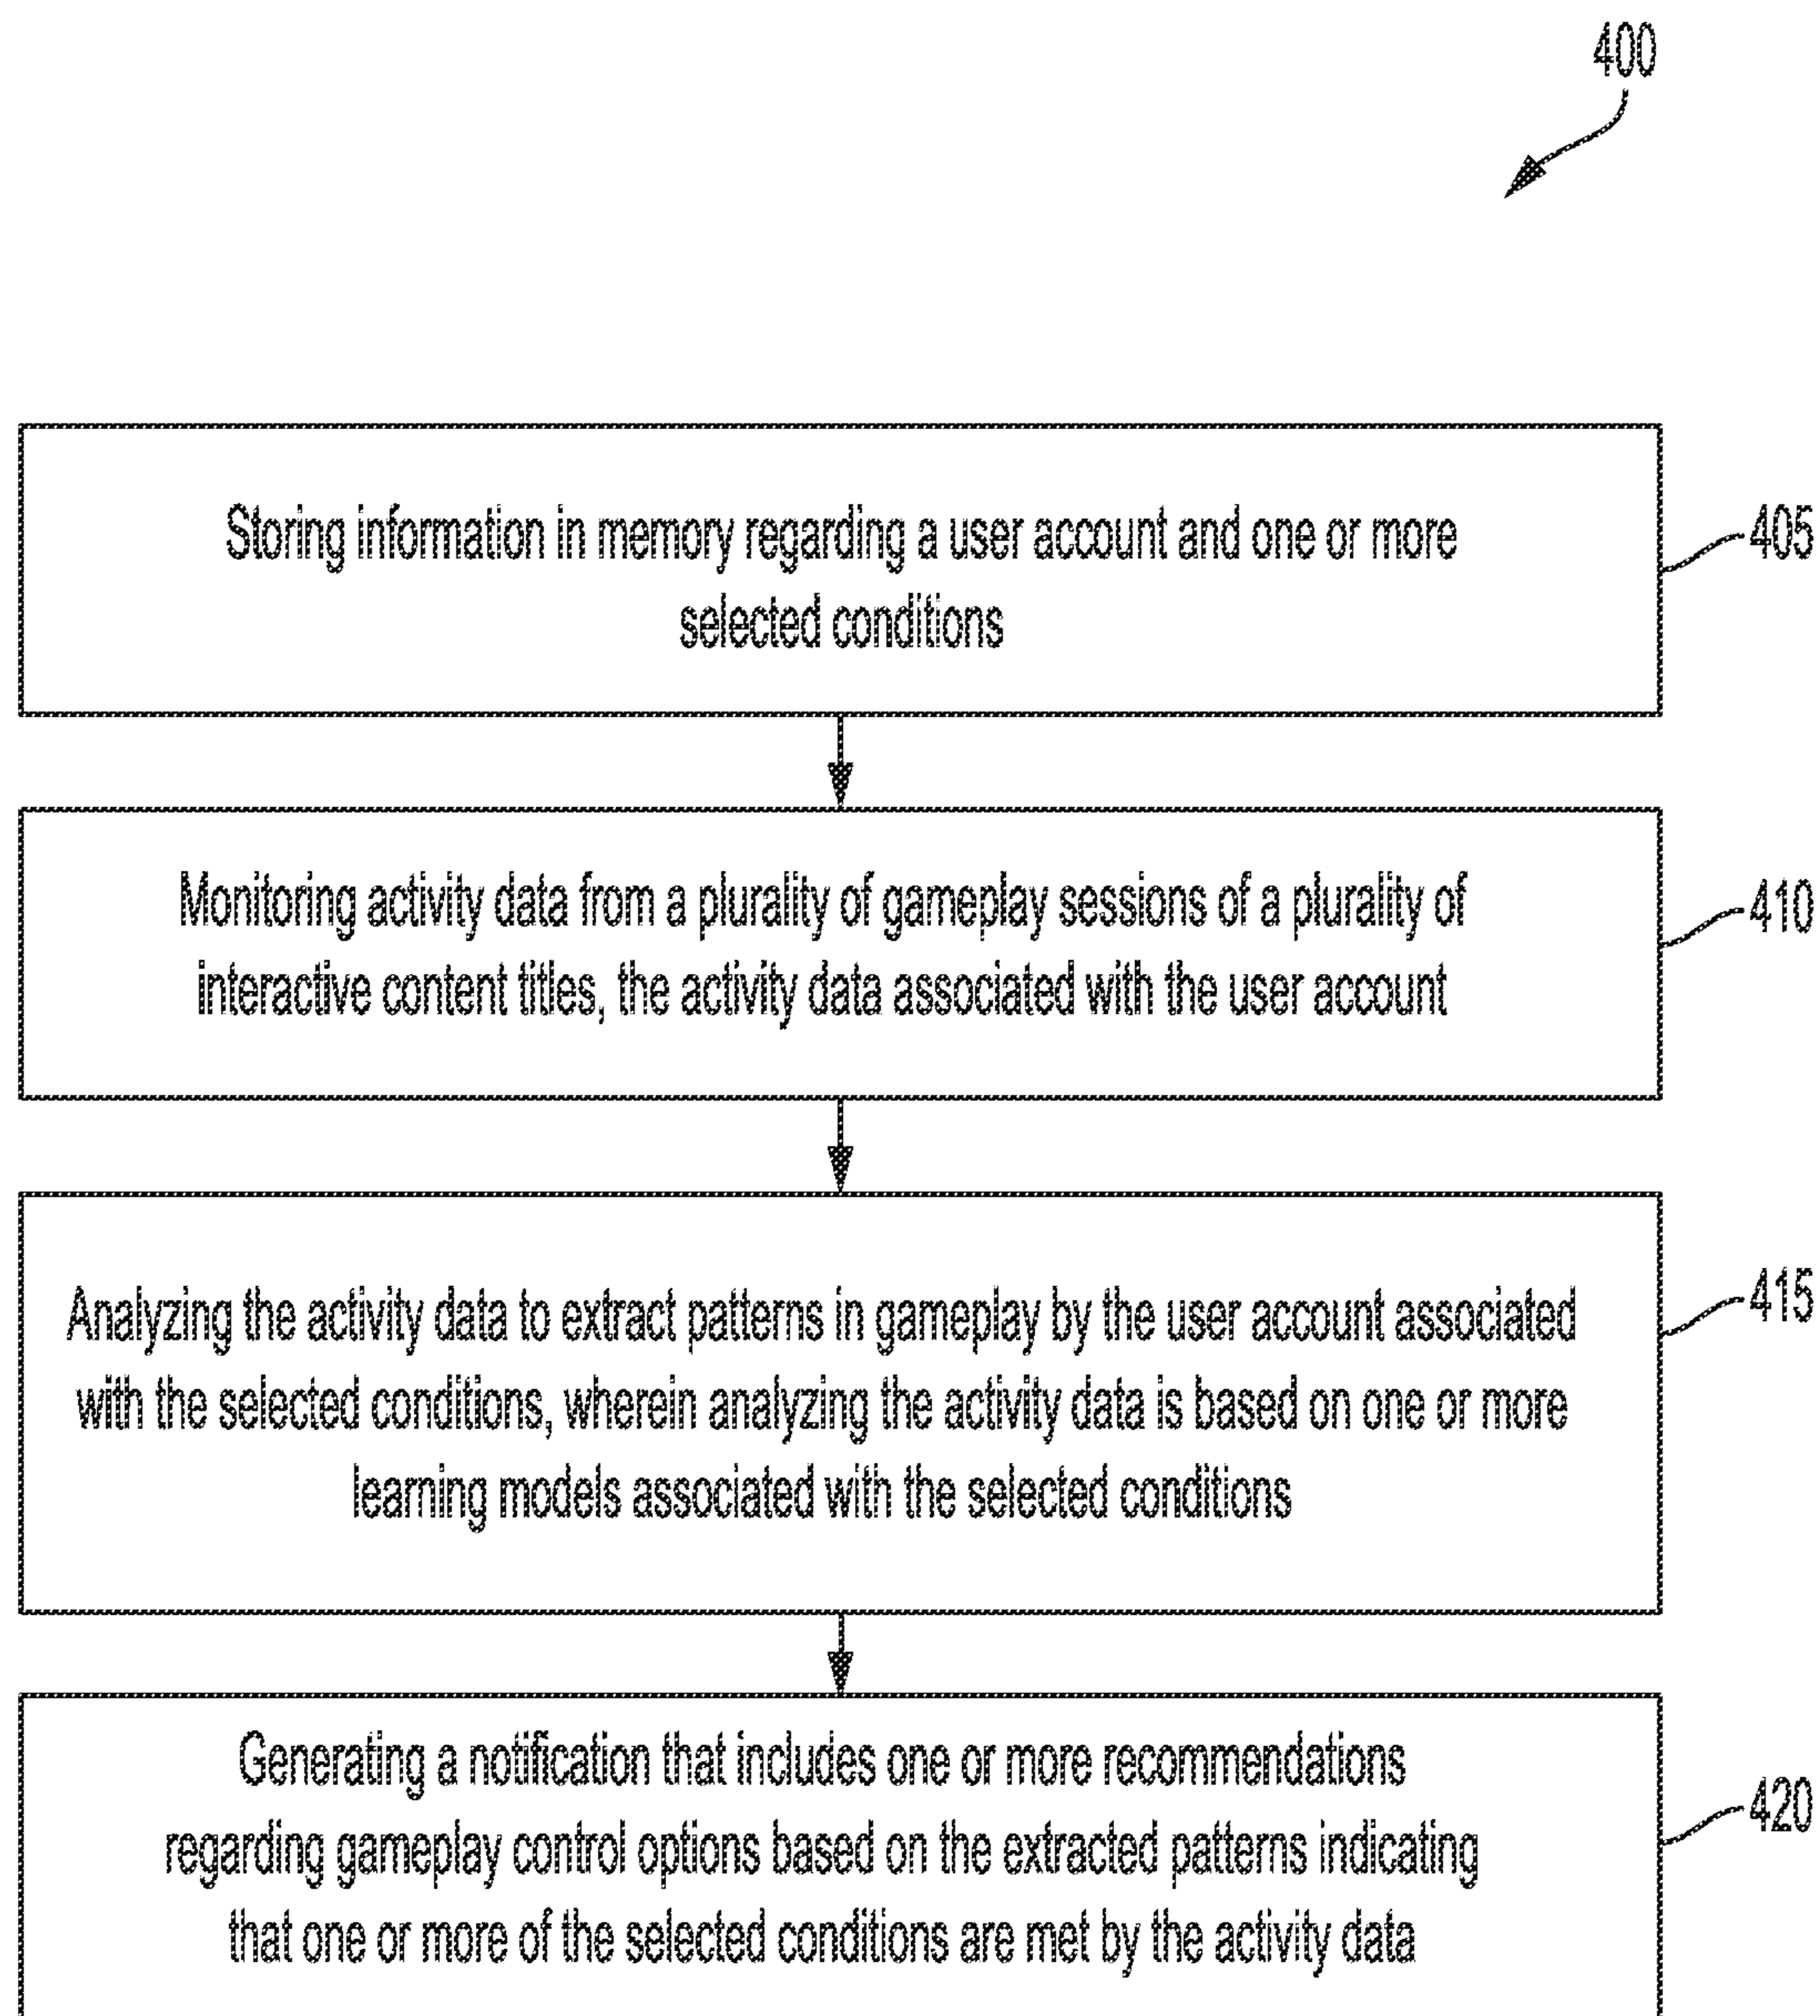 400
Storing information in memory regarding a user account and one or more
selected conditions
405
Monitoring activity data from a plurality of gameplay sessions of a plurality of
interactive content titles, the activity data associated with the user account
410
Analyzing the activity data to extract patterns in gameplay by the user account associated
with the selected conditions, wherein analyzing the activity data is based on one or more
learning models associated with the selected conditions
415
Generating a notification that includes one or more recommendations
regarding gameplay control options based on the extracted patterns indicating
that one or more of the selected conditions are met by the activity data
420